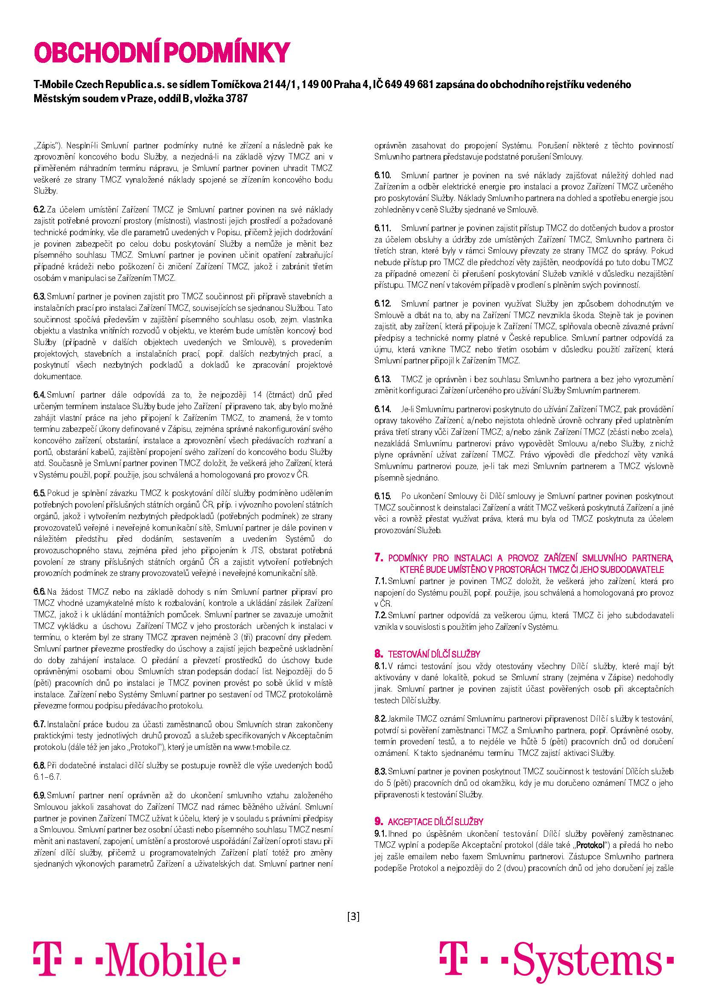 OBCHODNÍ PODMÍNKY
T-Mobile Czech Republic a.s. se sídlem Tomíčkova 2144/1, 149 00 Praha 4, IČ 649 49 681 zapsána do obchodního rejstříku vedeného
Městským soudem v Praze, oddíl B, vložka 3787
„Zápis“). Nesplní-li Smluvní partner podmínky nutné ke zřízení a následně pak ke
zprovoznění koncového bodu Služby, a nezjedná-li na základě výzvy TMCZ ani v
přiměřeném náhradním termínu nápravu, je Smluvní partner povinen uhradit TMCZ
veškeré ze strany TMCZ vynaložené náklady spojené se zřízením koncového bodu
Služby.
6.2. Za účelem umístění Zařízení TMCZ je Smluvní partner povinen na své náklady
zajistit potřebné provozní prostory (místnosti), vlastnosti jejich prostředí a požadované
technické podmínky, vše dle parametrů uvedených v Popisu, přičemž jejich dodržování
je povinen zabezpečit po celou dobu poskytování Služby a nemůže je měnit bez
písemného souhlasu TMCZ. Smluvní partner je povinen učinit opatření zabraňující
případné krádeži nebo poškození či zničení Zařízení TMCZ, jakož i zabránit třetím
osobám v manipulaci se Zařízením TMCZ.
6.3. Smluvní partner je povinen zajistit pro TMCZ součinnost při přípravě stavebních a
instalačních prací pro instalaci Zařízení TMCZ, souvisejících se sjednanou Službou. Tato
součinnost spočívá především v zajištění písemného souhlasu osob, zejm. vlastníka
objektu a vlastníka vnitřních rozvodů v objektu, ve kterém bude umístěn koncový bod
Služby (případně v dalších objektech uvedených ve Smlouvě), s provedením
projektových, stavebních a instalačních prací, popř. dalších nezbytných prací, a
poskytnutí všech nezbytných podkladů a dokladů ke zpracování projektové
dokumentace.
6.4. Smluvní partner dále odpovídá za to, že nejpozději 14 (čtrnáct) dnů před
určeným termínem instalace Služby bude jeho Zařízení připraveno tak, aby bylo možné
zahájit vlastní práce na jeho připojení k Zařízením TMCZ, to znamená, že v tomto
termínu zabezpečí úkony definované v Zápisu, zejména správné nakonfigurování svého
koncového zařízení, obstarání, instalace a zprovoznění všech předávacích rozhraní a
portů, obstarání kabelů, zajištění propojení svého zařízení do koncového bodu Služby
atd. Současně je Smluvní partner povinen TMCZ doložit, že veškerá jeho Zařízení, která
v Systému použil, popř. použije, jsou schválená a homologovaná pro provoz v ČR.
6.5. Pokud je splnění závazku TMCZ k poskytování dílčí služby podmíněno udělením
potřebných povolení příslušných státních orgánů ČR, příp. i vývozního povolení státních
orgánů, jakož i vytvořením nezbytných předpokladů (potřebných podmínek) ze strany
provozovatelů veřejné i neveřejné komunikační sítě, Smluvní partner je dále povinen v
náležitém předstihu před dodáním, sestavením a uvedením Systémů do
provozuschopného stavu, zejména před jeho připojením k JTS, obstarat potřebná
povolení ze strany příslušných státních orgánů ČR a zajistit vytvoření potřebných
provozních podmínek ze strany provozovatelů veřejné i neveřejné komunikační sítě.
6.6. Na žádost TMCZ nebo na základě dohody s ním Smluvní partner připraví pro
TMCZ vhodné uzamykatelné místo k rozbalování, kontrole a ukládání zásilek Zařízení
TMCZ, jakož i k ukládání montážních pomůcek. Smluvní partner se zavazuje umožnit
TMCZ vykládku a úschovu Zařízení TMCZ v jeho prostorách určených k instalaci v
termínu, o kterém byl ze strany TMCZ zpraven nejméně 3 (tři) pracovní dny předem.
Smluvní partner převezme prostředky do úschovy a zajistí jejich bezpečné uskladnění
do doby zahájení instalace. O předání a převzetí prostředků do úschovy bude
oprávněnými osobami obou Smluvních stran podepsán dodací list. Nejpozději do 5
(pěti) pracovních dnů po instalaci je TMCZ povinen provést po sobě úklid v místě
instalace. Zařízení nebo Systémy Smluvní partner po sestavení od TMCZ protokolárně
převezme formou podpisu předávacího protokolu.
6.7. Instalační práce budou za účasti zaměstnanců obou Smluvních stran zakončeny
praktickými testy jednotlivých druhů provozů a služeb specifikovaných v Akceptačním
protokolu (dále též jen jako „Protokol“), který je umístěn na www.t-mobile.cz.
6.8. Při dodatečné instalaci dílčí služby se postupuje rovněž dle výše uvedených bodů
6.1–6.7.
6.9. Smluvní partner není oprávněn až do ukončení smluvního vztahu založeného
Smlouvou jakkoli zasahovat do Zařízení TMCZ nad rámec běžného užívání. Smluvní
partner je povinen Zařízení TMCZ užívat k účelu, který je v souladu s právními předpisy
a Smlouvou. Smluvní partner bez osobní účasti nebo písemného souhlasu TMCZ nesmí
měnit ani nastavení, zapojení, umístění a prostorové uspořádání Zařízení oproti stavu při
zřízení dílčí služby, přičemž u programovatelných Zařízení platí totéž pro změny
sjednaných výkonových parametrů Zařízení a uživatelských dat. Smluvní partner není
oprávněn zasahovat do propojení Systému. Porušení některé z těchto povinností
Smluvního partnera představuje podstatné porušení Smlouvy.
6.10. Smluvní partner je povinen na své náklady zajišťovat náležitý dohled nad
Zařízením a odběr elektrické energie pro instalaci a provoz Zařízení TMCZ určeného
pro poskytování Služby. Náklady Smluvního partnera na dohled a spotřebu energie jsou
zohledněny v ceně Služby sjednané ve Smlouvě.
6.11. Smluvní partner je povinen zajistit přístup TMCZ do dotčených budov a prostor
za účelem obsluhy a údržby zde umístěných Zařízení TMCZ, Smluvního partnera či
třetích stran, které byly v rámci Smlouvy převzaty ze strany TMCZ do správy. Pokud
nebude přístup pro TMCZ dle předchozí věty zajištěn, neodpovídá po tuto dobu TMCZ
za případné omezení či přerušení poskytování Služeb vzniklé v důsledku nezajištění
přístupu. TMCZ není v takovém případě v prodlení s plněním svých povinností.
6.12. Smluvní partner je povinen využívat Služby jen způsobem dohodnutým ve
Smlouvě a dbát na to, aby na Zařízení TMCZ nevznikla škoda. Stejně tak je povinen
zajistit, aby zařízení, která připojuje k Zařízení TMCZ, splňovala obecně závazné právní
předpisy a technické normy platné v České republice. Smluvní partner odpovídá za
újmu, která vznikne TMCZ nebo třetím osobám v důsledku použití zařízení, která
Smluvní partner připojil k Zařízením TMCZ.
6.13. TMCZ je oprávněn i bez souhlasu Smluvního partnera a bez jeho vyrozumění
změnit konfiguraci Zařízení určeného pro užívání Služby Smluvním partnerem.
6.14. Je-li Smluvnímu partnerovi poskytnuto do užívání Zařízení TMCZ, pak provádění
opravy takového Zařízení; a/nebo nejistota ohledně úrovně ochrany před uplatněním
práva třetí strany vůči Zařízení TMCZ; a/nebo zánik Zařízení TMCZ (zčásti nebo zcela),
nezakládá Smluvnímu partnerovi právo vypovědět Smlouvu a/nebo Služby, z nichž
plyne oprávnění užívat zařízení TMCZ. Právo výpovědi dle předchozí věty vzniká
Smluvnímu partnerovi pouze, je-li tak mezi Smluvním partnerem a TMCZ výslovně
písemně sjednáno.
6.15. Po ukončení Smlouvy či Dílčí smlouvy je Smluvní partner povinen poskytnout
TMCZ součinnost k deinstalaci Zařízení a vrátit TMCZ veškerá poskytnutá Zařízení a jiné
věci a rovněž přestat využívat práva, která mu byla od TMCZ poskytnuta za účelem
provozování Služeb.
7. PODMÍNKY PRO INSTALACI A PROVOZ ZAŘÍZENÍ SMLUVNÍHO PARTNERA,
KTERÉ BUDE UMÍSTĚNO V PROSTORÁCH TMCZ ČI JEHO SUBDODAVATELE
7.1. Smluvní partner je povinen TMCZ doložit, že veškerá jeho zařízení, která pro
napojení do Systému použil, popř. použije, jsou schválená a homologovaná pro provoz
v ČR.
7.2. Smluvní partner odpovídá za veškerou újmu, která TMCZ či jeho subdodavateli
vznikla v souvislosti s použitím jeho Zařízení v Systému.
8. TESTOVÁNÍ DÍLČÍ SLUŽBY
8.1. V rámci testování jsou vždy otestovány všechny Dílčí služby, které mají být
aktivovány v dané lokalitě, pokud se Smluvní strany (zejména v Zápise) nedohodly
jinak. Smluvní partner je povinen zajistit účast pověřených osob při akceptačních
testech Dílčí služby.
8.2. Jakmile TMCZ oznámí Smluvnímu partnerovi připravenost Dílčí služby k testování,
potvrdí si pověření zaměstnanci TMCZ a Smluvního partnera, popř. Oprávněné osoby,
termín provedení testů, a to nejdéle ve lhůtě 5 (pěti) pracovních dnů od doručení
oznámení. K takto sjednanému termínu TMCZ zajistí aktivaci Služby.
8.3. Smluvní partner je povinen poskytnout TMCZ součinnost k testování Dílčích služeb
do 5 (pěti) pracovních dnů od okamžiku, kdy je mu doručeno oznámení TMCZ o jeho
připravenosti k testování Služby.
9. AKCEPTACE DÍLČÍ SLUŽBY
9.1. Ihned po úspěšném ukončení testování Dílčí služby pověřený zaměstnanec
TMCZ vyplní a podepíše Akceptační protokol (dále také „Protokol“) a předá ho nebo
jej zašle emailem nebo faxem Smluvnímu partnerovi. Zástupce Smluvního partnera
podepíše Protokol a nejpozději do 2 (dvou) pracovních dnů od jeho doručení jej zašle
[3]
T · · Mobile ·
T · · Systems ·